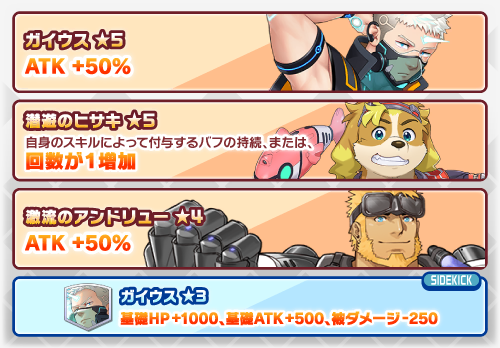 ガイウス ★5
ATK +50%
潜遊のヒサキ ★5
自身のスキルによって付与するバフの持続、または、
回数が1増加
激流のアンドリュー ★4
ATK +50%
SIDEKICK
ガイウス ★3
基礎HP+1000、基礎ATK+500、被ダメージ-250